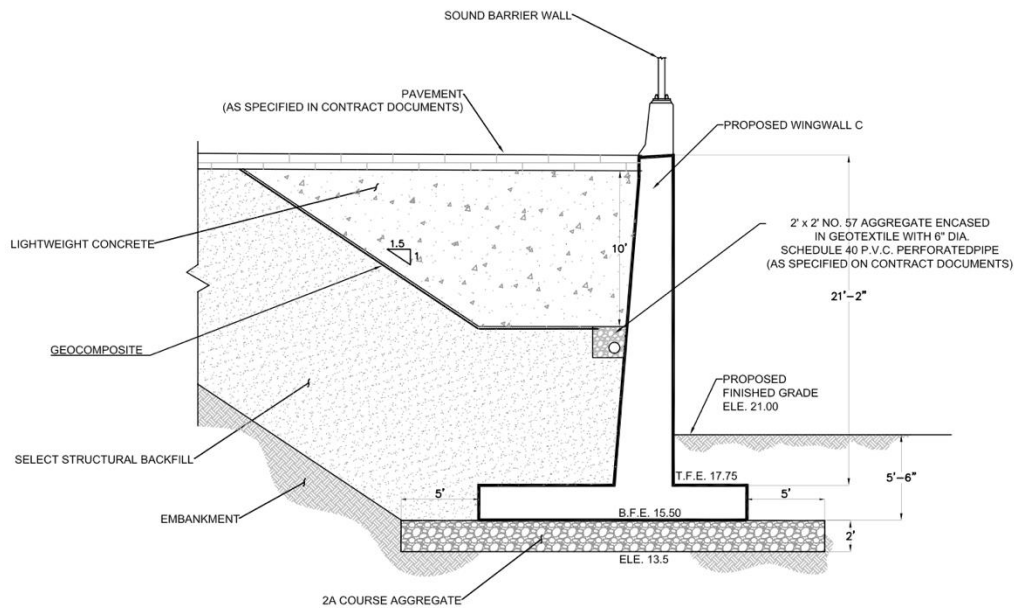 SOUND BARRIER WALL
PAVEMENT
(AS SPECIFIED IN CONTRACT DOCUMENTS)
PROPOSED WINGWALL C
LIGHTWEIGHT CONCRETE
1.5
1
10'
2' x 2' NO. 57 AGGREGATE ENCASED
IN GEOTEXTILE WITH 6" DIA.
SCHEDULE 40 P.V.C. PERFORATEDPIPE
(AS SPECIFIED ON CONTRACT DOCUMENTS)
21'-2"
GEOCOMPOSITE
PROPOSED
FINISHED GRADE
ELE. 21.00
SELECT STRUCTURAL BACKFILL
T.F.E. 17.75
5'-6"
5'
5'
EMBANKMENT
B.F.E. 15.50
2'
ELE. 13.5
2A COURSE AGGREGATE